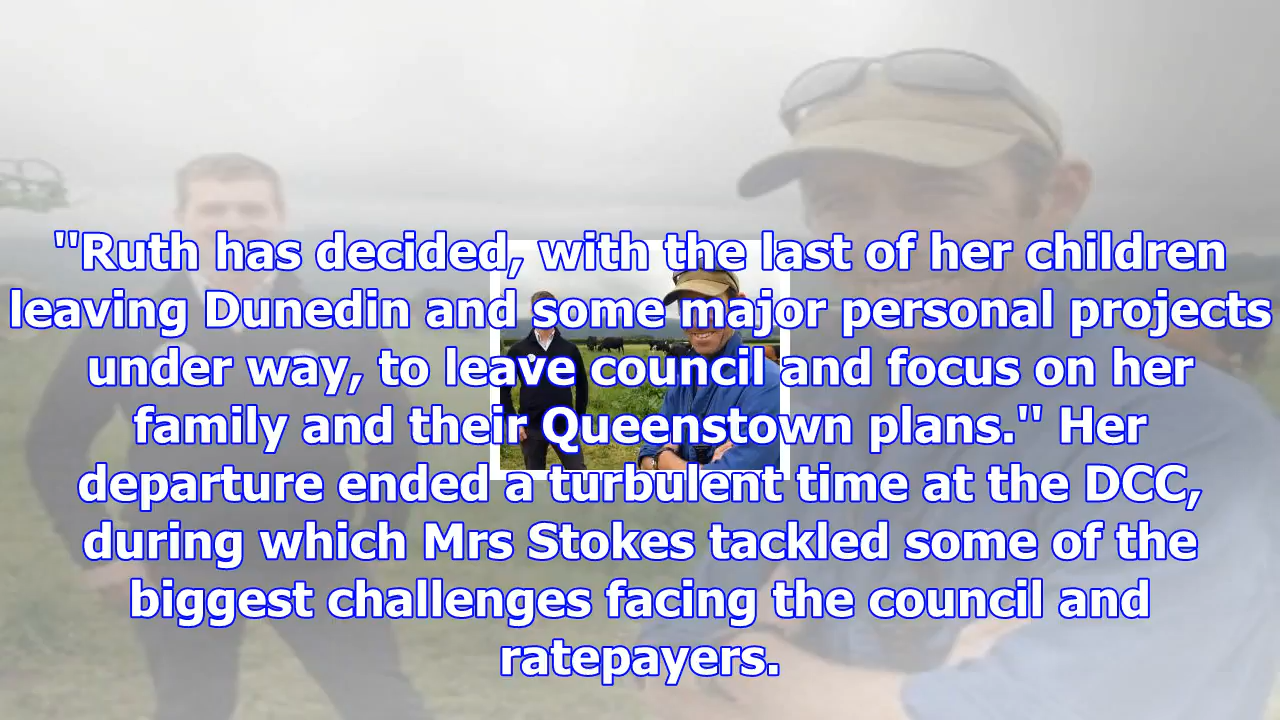 "Ruth has decided, with the last of her children
leaving Dunedin and some major personal projects
under way, to leave council and focus on her
family and their Queenstown plans." Her
departure ended a turbulent time at the DCC,
during which Mrs Stokes tackled some of the
biggest challenges facing the council and
ratepayers.